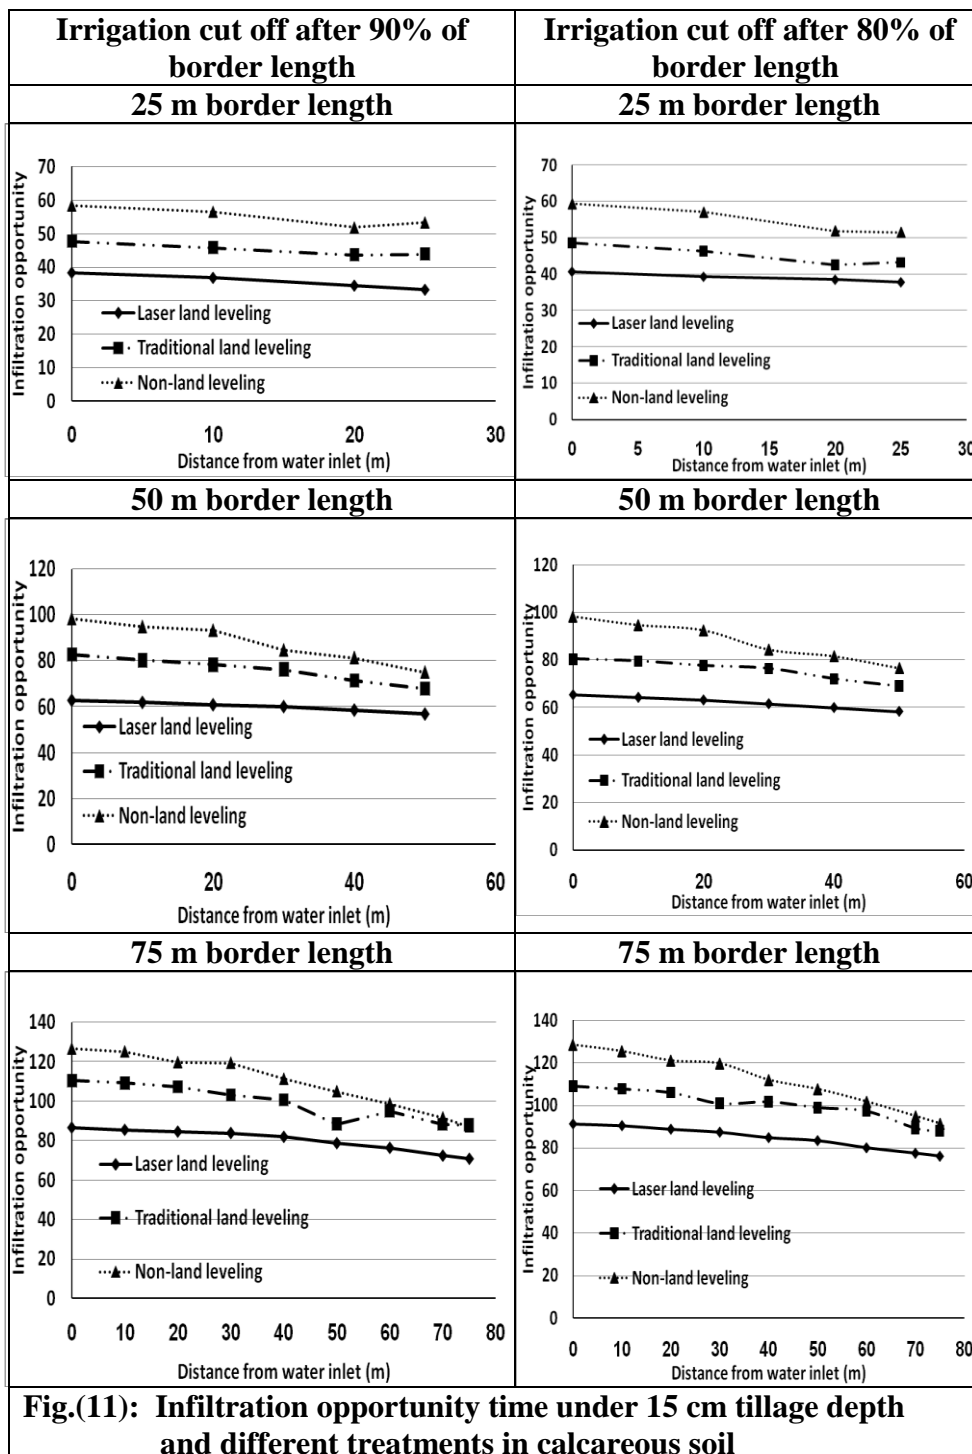 Irrigation cut off after 90% of
border length
Irrigation cut off after 80% of
border length
25 m border length
25 m border length
Infiltration opportunity
70
60
50
40
30
20
10
0
Laser land leveling
Traditional land leveling
Non-land leveling
0 10 20 30
Distance from water inlet (m)
Infiltration opportunity
70
60
50
40
30
20
10
0
Laser land leveling
Traditional land leveling
Non-land leveling
0 5 10 15 20 25 30
Distance from water inlet (m)
50 m border length
50 m border length
Infiltration opportunity
120
100
80
60
40
20
0
Laser land leveling
Traditional land leveling
Non-land leveling
0 20 40 60
Distance from water inlet (m)
Infiltration opportunity
120
100
80
60
40
20
0
Laser land leveling
Traditional land leveling
Non-land leveling
0 20 40 60
Distance from water inlet (m)
75 m border length
75 m border length
Infiltration opportunity
140
120
100
80
60
40
20
0
Laser land leveling
Traditional land leveling
Non-land leveling
0 10 20 30 40 50 60 70 80
Distance from water inlet (m)
Infiltration opportunity
140
120
100
80
60
40
20
0
Laser land leveling
Traditional land leveling
Non-land leveling
0 10 20 30 40 50 60 70 80
Distance from water inlet (m)
Fig.(11): Infiltration opportunity time under 15 cm tillage depth
and different treatments in calcareous soil